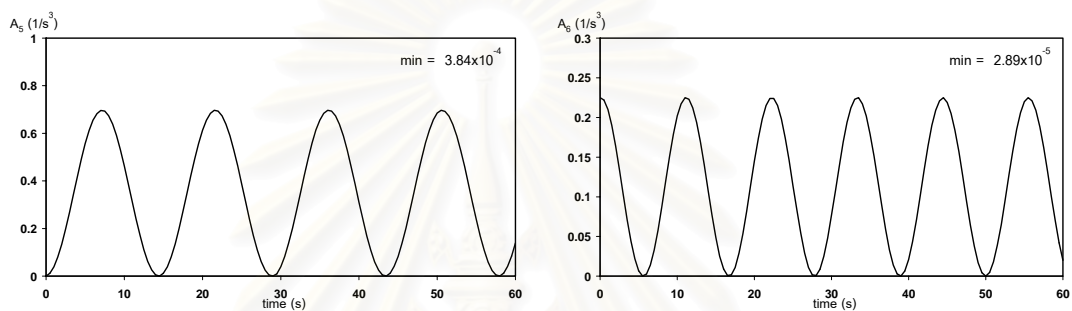 A5 (1/s3)
1
0.8
0.6
0.4
0.2
0
min = 3.84x10-4
0 10 20 30 40 50 60
time (s)
A6 (1/s3)
0.3
0.25
0.2
0.15
0.1
0.05
0
min = 2.89x10-5
0 10 20 30 40 50 60
time (s)